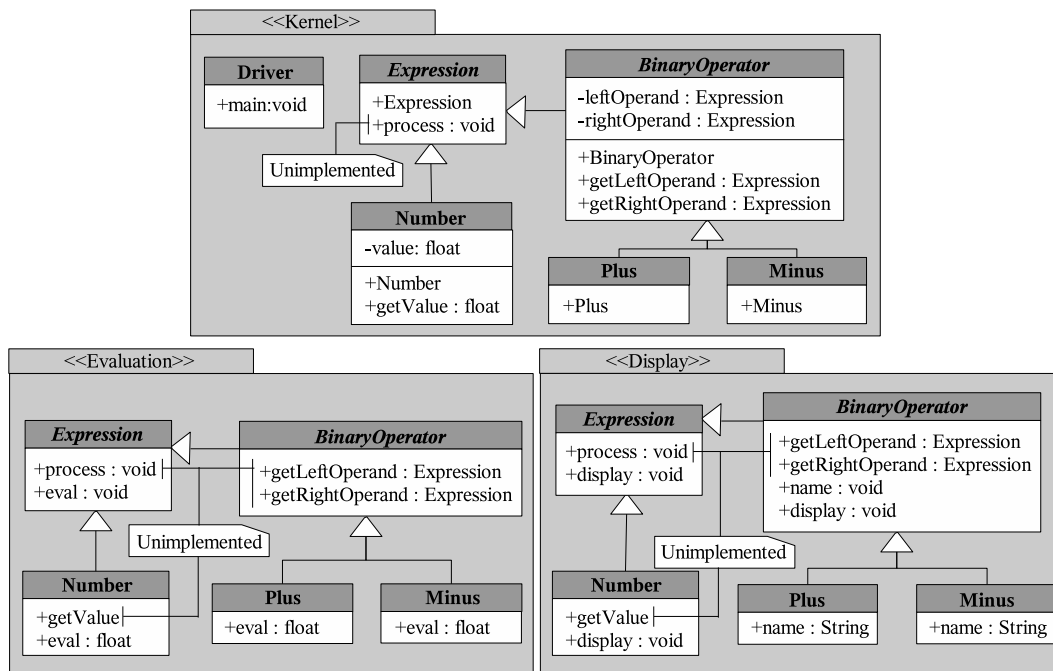 <<Kernel>>
Driver
+main:void
Expression
+Expression
+process : void
Unimplemented
BinaryOperator
-leftOperand : Expression
-rightOperand : Expression
+BinaryOperator
+getLeftOperand : Expression
+getRightOperand : Expression
Number
-value: float
+Number
+getValue : float
Plus
+Plus
Minus
+Minus
<<Evaluation>>
Expression
+process : void
+eval : void
BinaryOperator
+getLeftOperand : Expression
+getRightOperand : Expression
Unimplemented
Number
+getValue
+eval : float
Plus
+eval : float
Minus
+eval : float
<<Display>>
Expression
+process : void
+display : void
BinaryOperator
+getLeftOperand : Expression
+getRightOperand : Expression
+name : void
+display : void
Unimplemented
Number
+getValue
+display : void
Plus
+name : String
Minus
+name : String